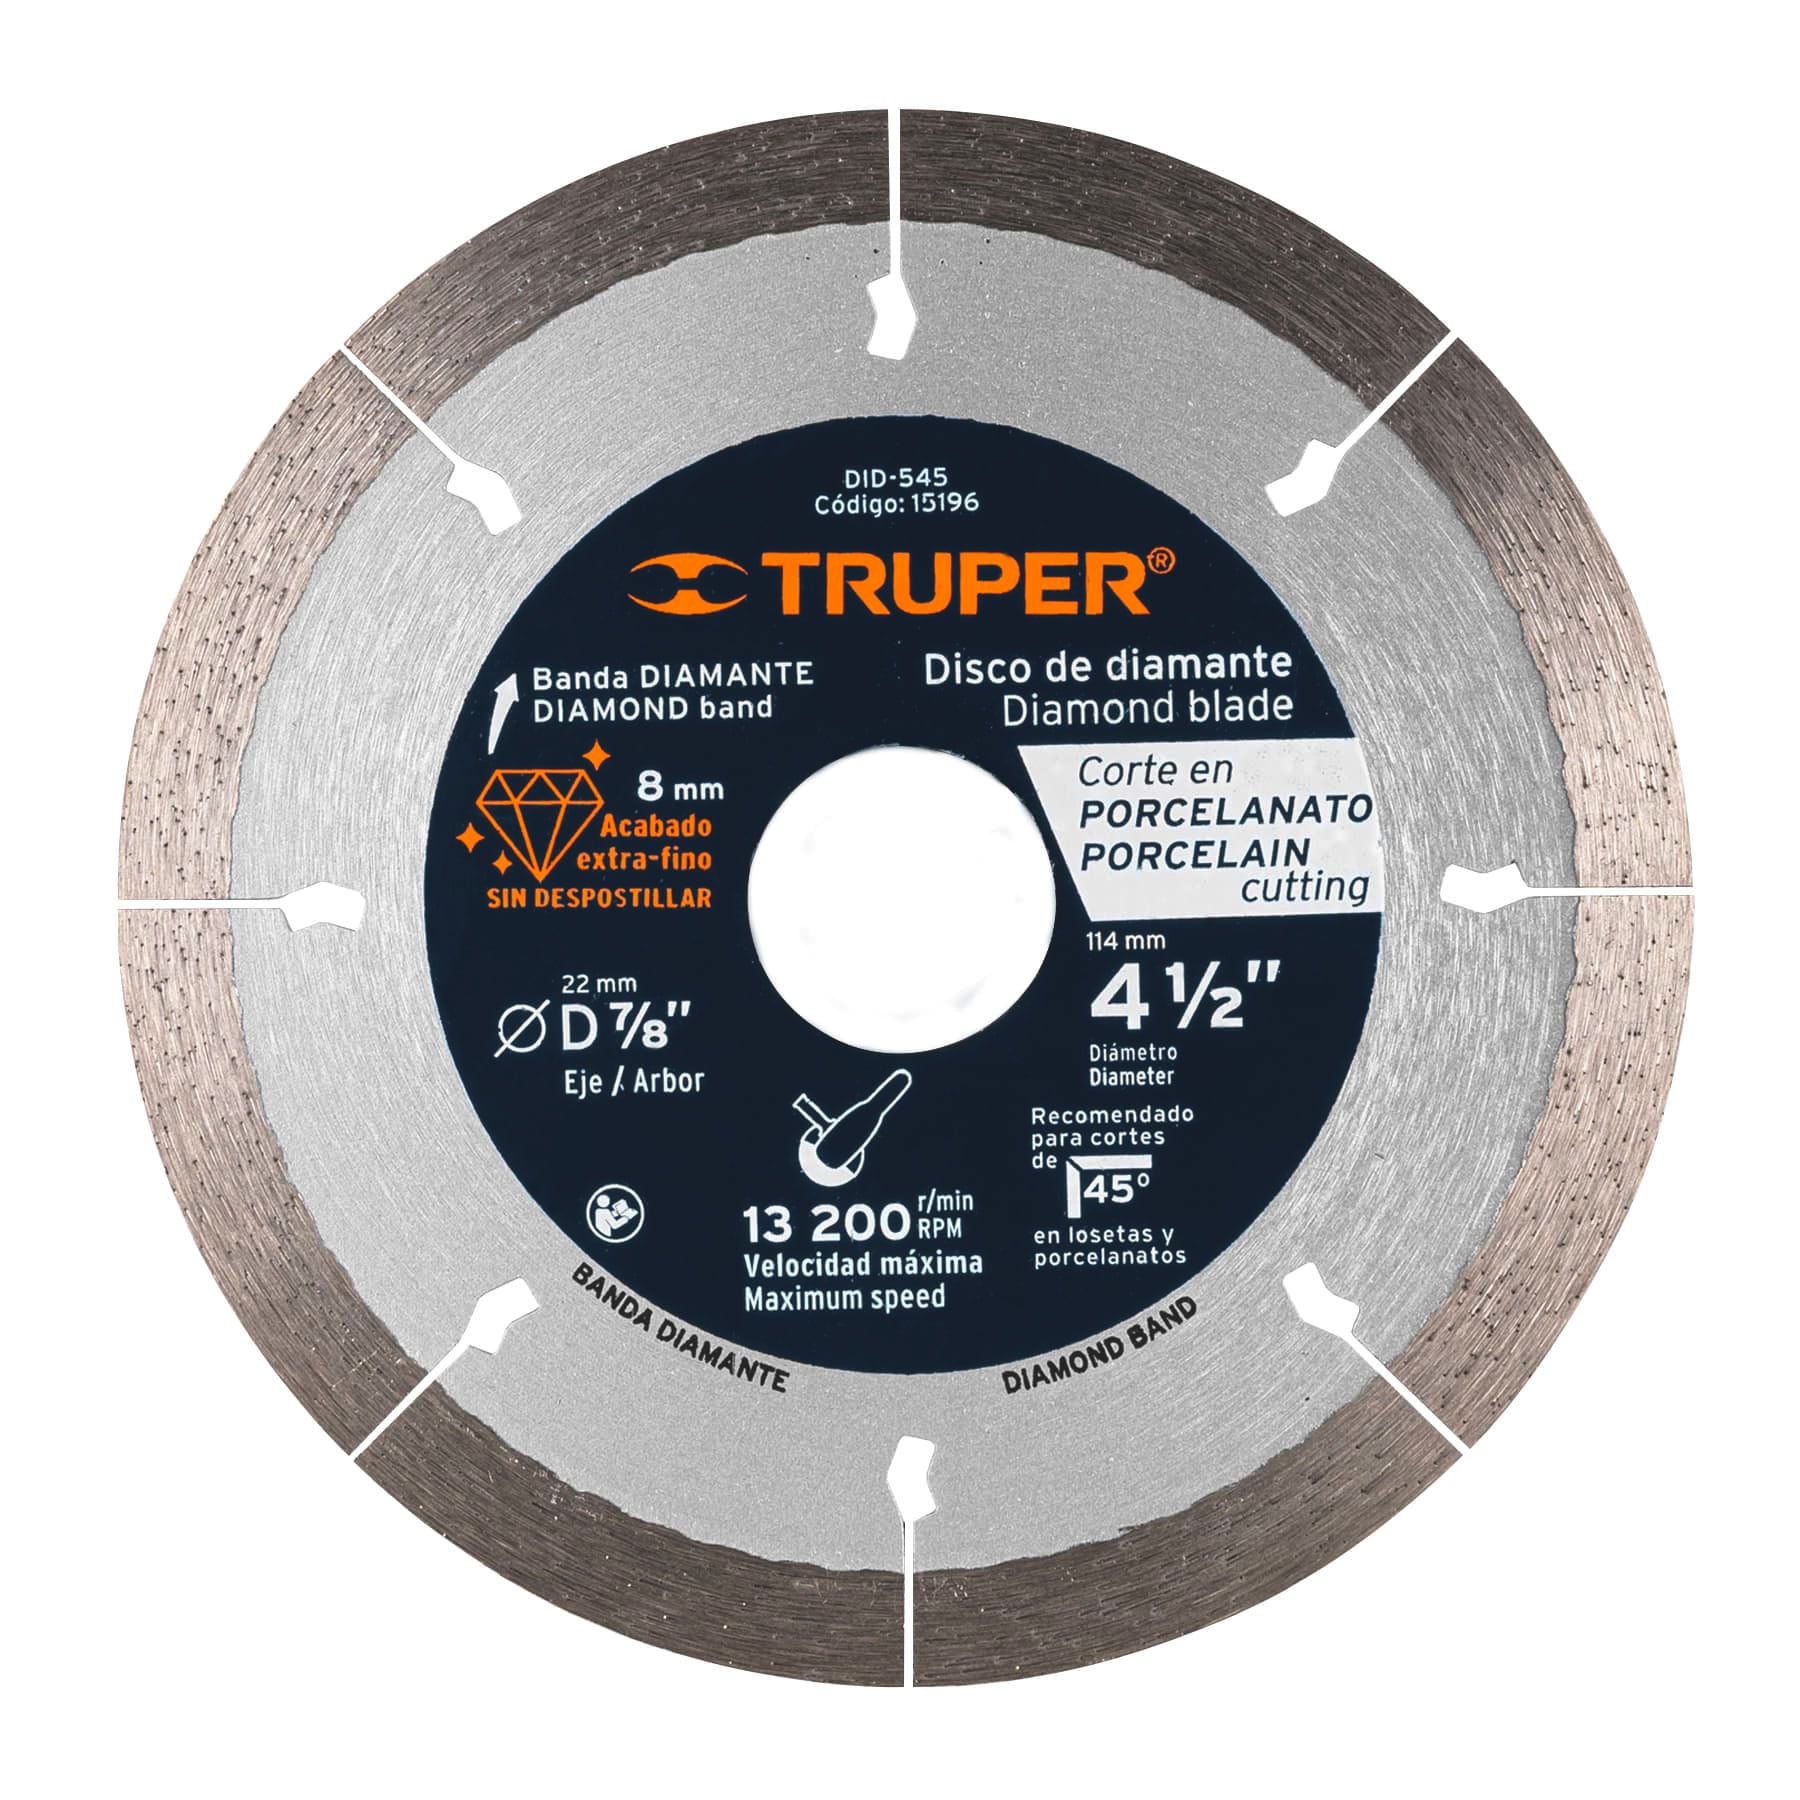 DID-545
Código: 15196
TRUPER®
Banda DIAMANTE
DIAMOND band
8 mm
Acabado
extra-fino
SIN DESPOSTILLAR
Disco de diamante
Diamond blade
Corte en
PORCELANATO
PORCELAIN
cutting
22 mm
D 7/8"
Eje / Arbor
114 mm
4 1/2"
Diámetro
Diameter
13 200 r/min RPM
Velocidad máxima
Maximum speed
Recomendado
para cortes
de 45°
en losetas y
porcelanatos
BANDA DIAMANTE
DIAMOND BAND